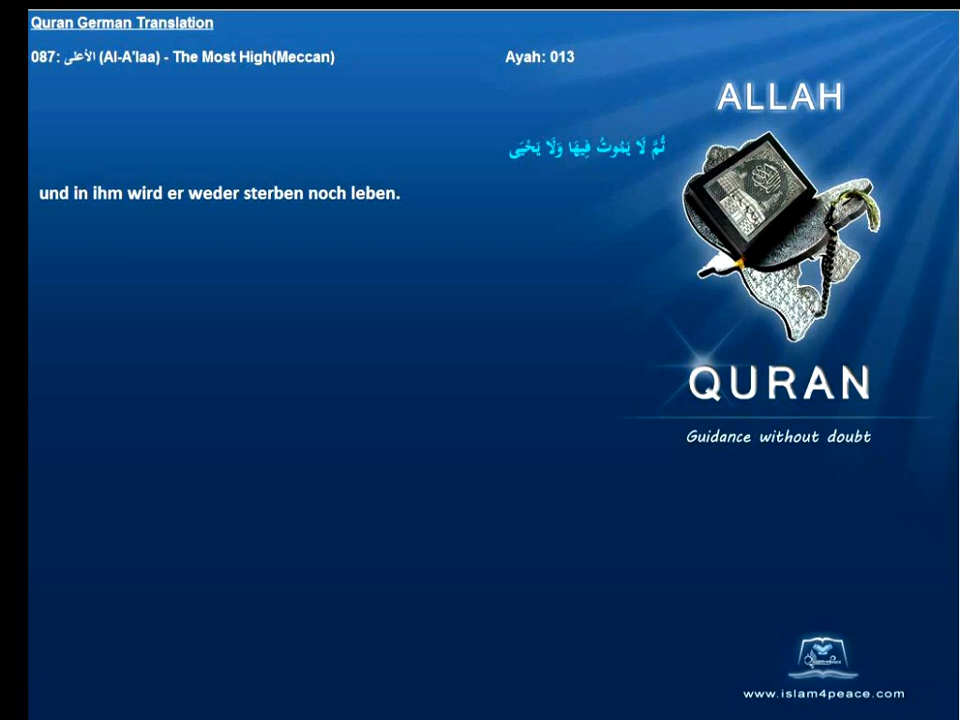 Quran German Translation
087: الأعلى (Al-A'laa) - The Most High(Meccan) Ayah: 013
ALLAH
ثُمَّ لَا يَمُوتُ فِيهَا وَلَا يَحْيَى
und in ihm wird er weder sterben noch leben.
QURAN
Guidance without doubt
www.islam4peace.com